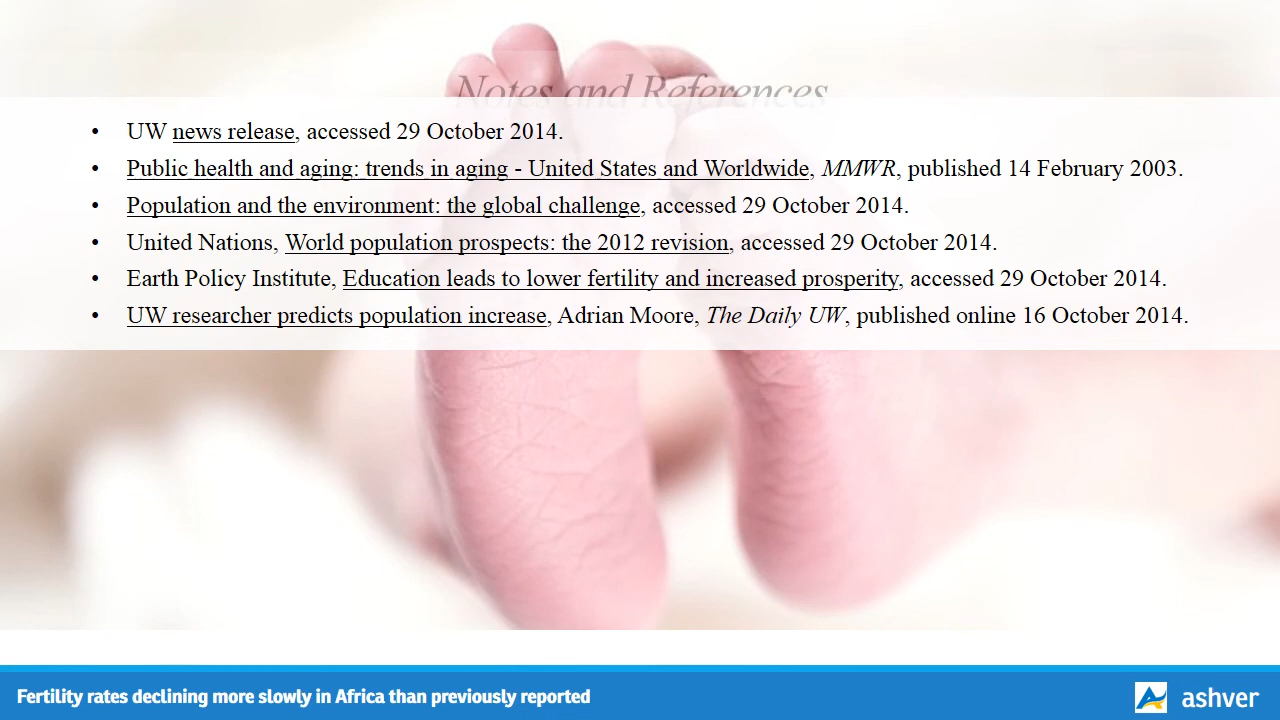 Notes and References
• UW news release, accessed 29 October 2014.
• Public health and aging: trends in aging - United States and Worldwide, MMWR, published 14 February 2003.
• Population and the environment: the global challenge, accessed 29 October 2014.
• United Nations, World population prospects: the 2012 revision, accessed 29 October 2014.
• Earth Policy Institute, Education leads to lower fertility and increased prosperity, accessed 29 October 2014.
• UW researcher predicts population increase, Adrian Moore, The Daily UW, published online 16 October 2014.
Fertility rates declining more slowly in Africa than previously reported
ashver